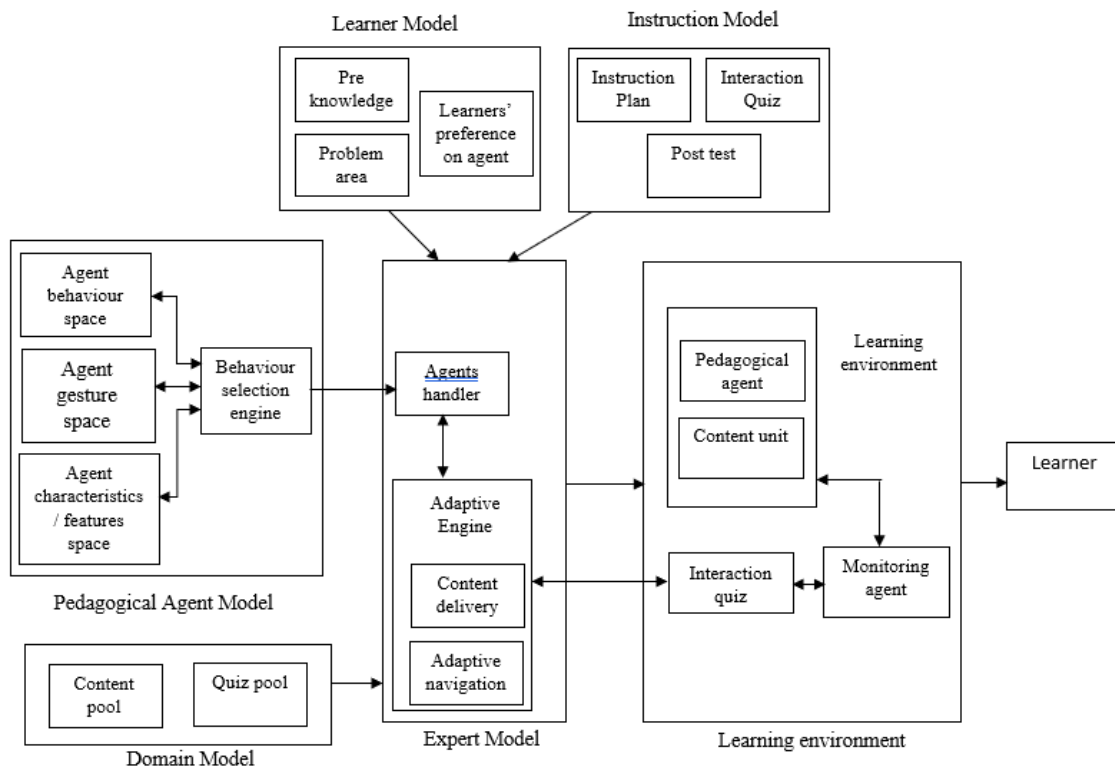 Learner Model
Instruction Model
Pre
knowledge
Problem
area
Learners'
preference
on agent
Instruction
Plan
Interaction
Quiz
Post test
Agent
behaviour
space
Agent
gesture
space
Agent
characteristics
/ features
space
Behaviour
selection
engine
Pedagogical Agent Model
Content
pool
Quiz pool
Domain Model
Agents
handler
Adaptive
Engine
Content
delivery
Adaptive
navigation
Expert Model
Pedagogical
agent
Content unit
Learning
environment
Interaction
quiz
Monitoring
agent
Learning environment
Learner